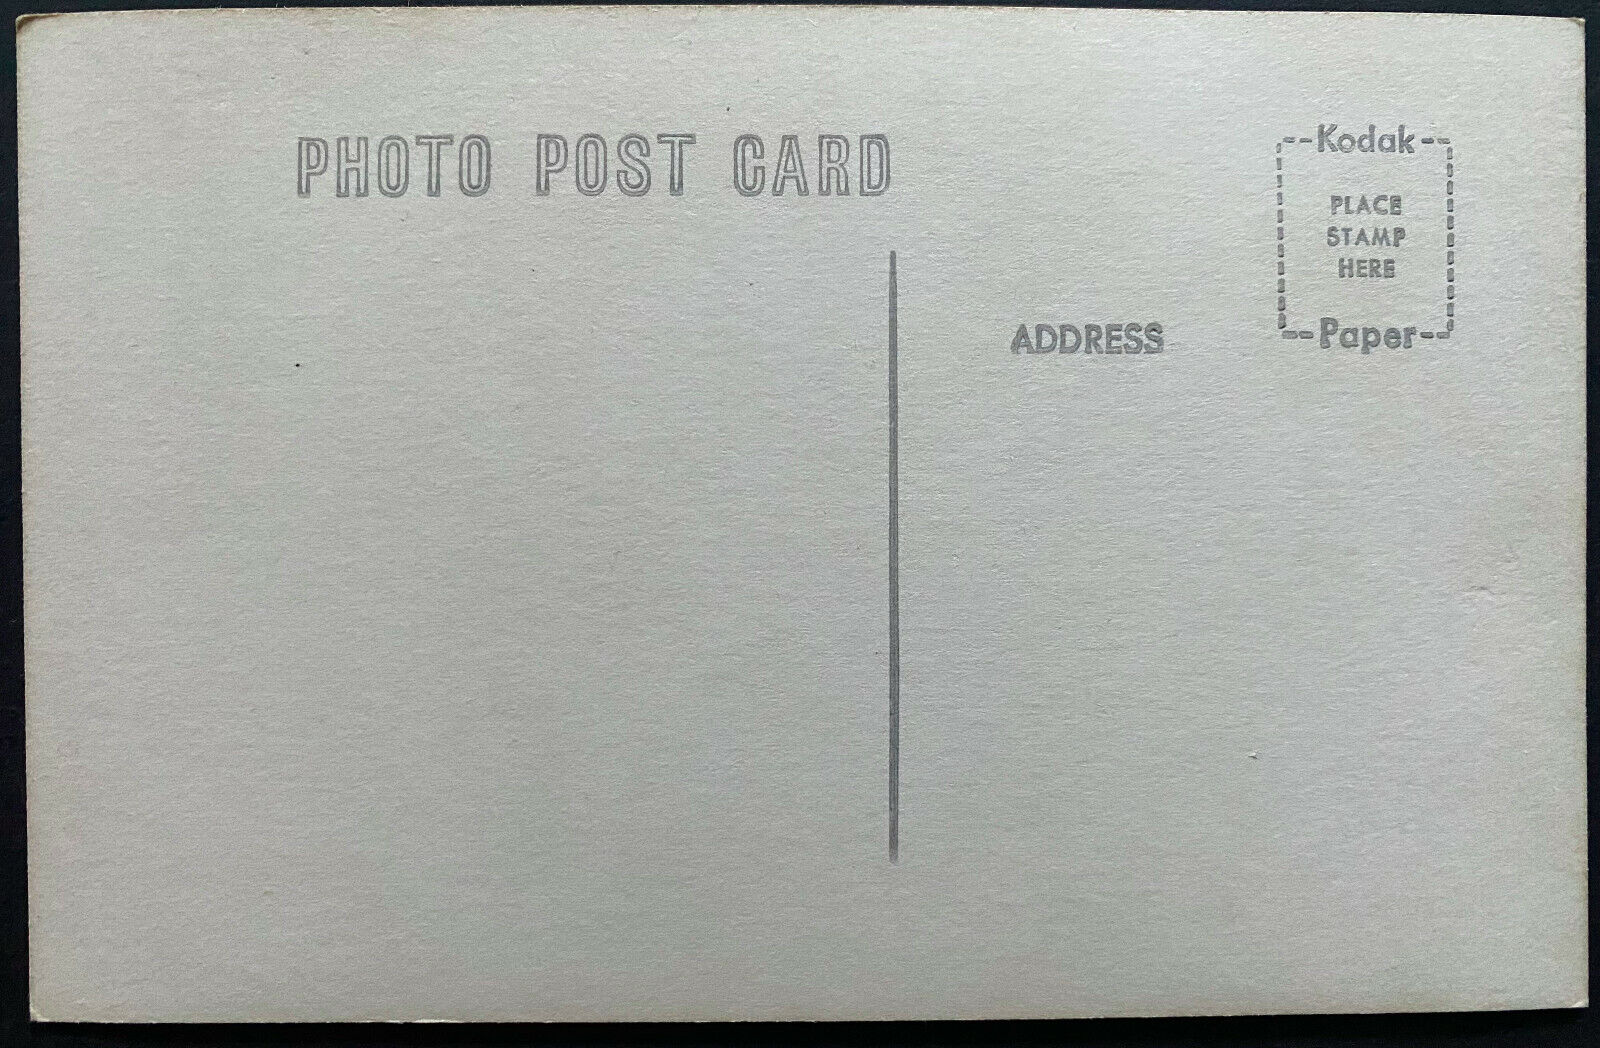 PHOTO POST CARD
Kodak
PLACE
STAMP
HERE
Paper
ADDRESS